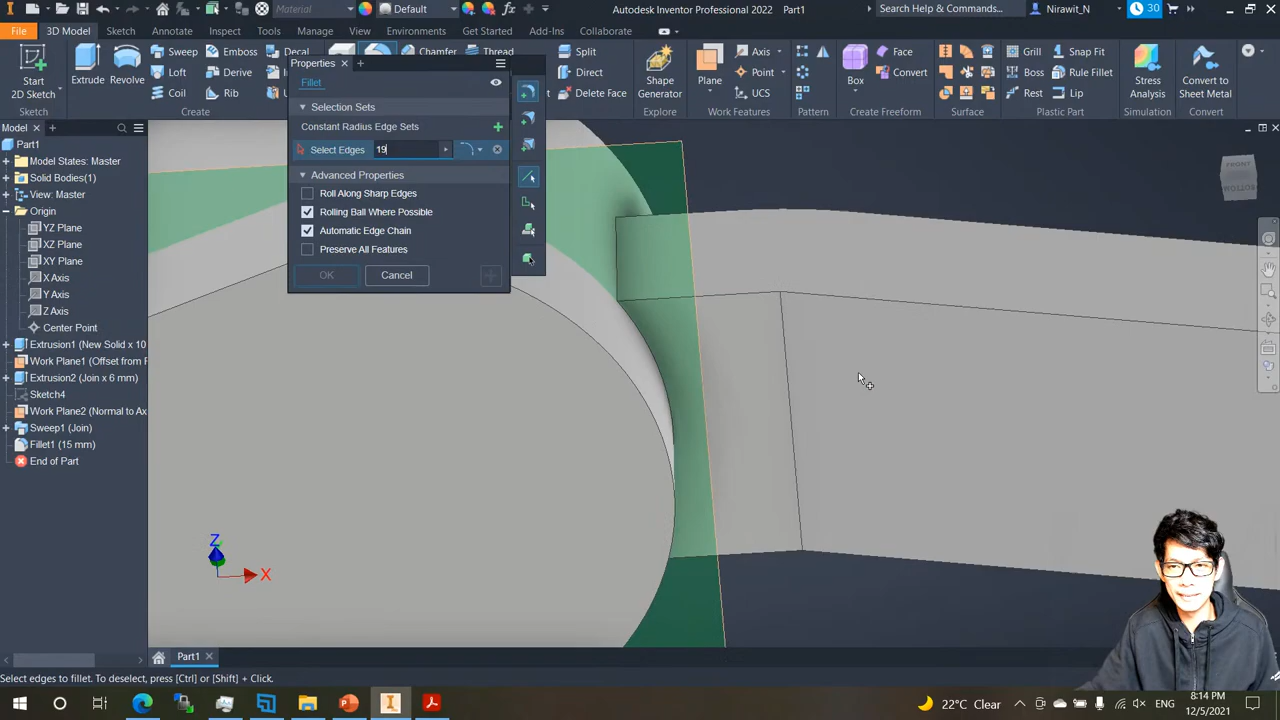 Material
Default
Autodesk Inventor Professional 2022 Part1
Search Help & Commands...
Nirawit_N
30
File
3D Model
Sketch
Annotate
Inspect
Tools
Manage
View
Environments
Get Started
Add-Ins
Collaborate
Start
2D Sketch
Sketch
Extrude
Revolve
Sweep
Loft
Coil
Emboss
Derive
Rib
Decal
Create
Chamfer
Thread
Split
Direct
Delete Face
Shape
Generator
Explore
Plane
Axis
Point
UCS
Work Features
Box
Face
Convert
Create Freeform
Grill
Boss
Rest
Snap Fit
Rule Fillet
Lip
Plastic Part
Stress
Analysis
Simulation
Convert to
Sheet Metal
Convert
Properties
Fillet
Selection Sets
Constant Radius Edge Sets
Select Edges
19
Advanced Properties
Roll Along Sharp Edges
Rolling Ball Where Possible
Automatic Edge Chain
Preserve All Features
OK
Cancel
Model
Part1
Model States: Master
Solid Bodies(1)
View: Master
Origin
YZ Plane
XZ Plane
XY Plane
X Axis
Y Axis
Z Axis
Center Point
Extrusion1 (New Solid x 10
Work Plane1 (Offset from F
Extrusion2 (Join x 6 mm)
Sketch4
Work Plane2 (Normal to Ax
Sweep1 (Join)
Fillet1 (15 mm)
End of Part
FRONT
BOTTOM
Z
X
Part1
Select edges to fillet. To deselect, press [Ctrl] or [Shift] + Click.
22°C Clear
ENG
8:14 PM
12/5/2021